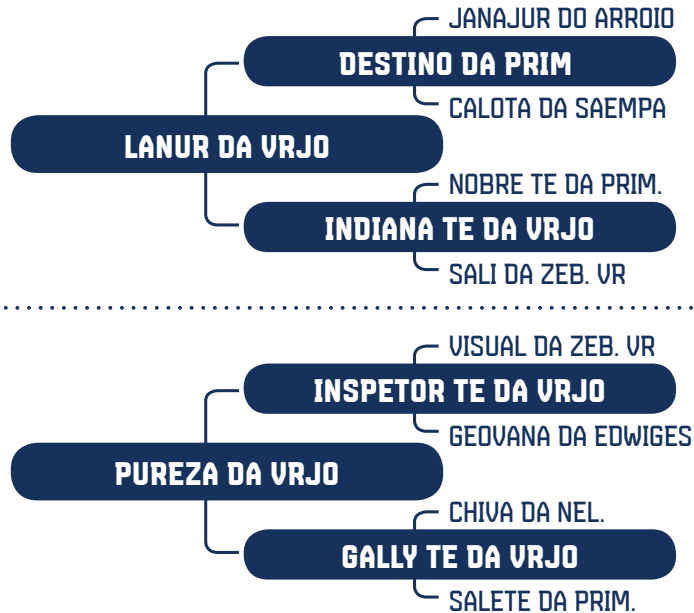 JANAJUR DO ARROIO
DESTINO DA PRIM
CALOTA DA SAEMPA
LANUR DA VRJO
NOBRE TE DA PRIM.
INDIANA TE DA VRJO
SALI DA ZEB. VR
VISUAL DA ZEB. VR
INSPETOR TE DA VRJO
GEOVANA DA EDWIGES
PUREZA DA VRJO
CHIVA DA NEL.
GALLY TE DA VRJO
SALETE DA PRIM.